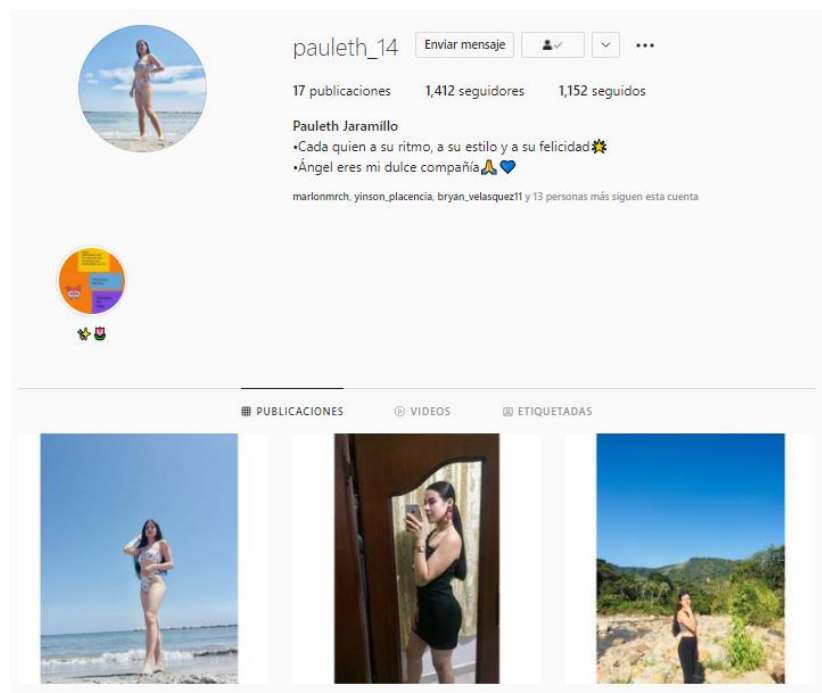 pauleth_14 Enviar mensaje
17 publicaciones 1,412 seguidores 1,152 seguidos
Pauleth Jaramillo
•Cada quien a su ritmo, a su estilo y a su felicidad🌟
•Ángel eres mi dulce compañía🙏💙
marlonmrch, yinson_placencia, bryan_velasquez11 y 13 personas más siguen esta cuenta
✨🌷
PUBLICACIONES VIDEOS ETIQUETADAS